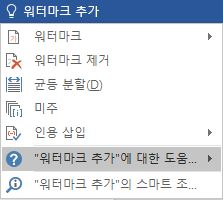 워터마크 추가
워터마크
워터마크 제거
균등 분할(D)
미주
인용 삽입
"워터마크 추가"에 대한 도움...
"워터마크 추가"의 스마트 조...